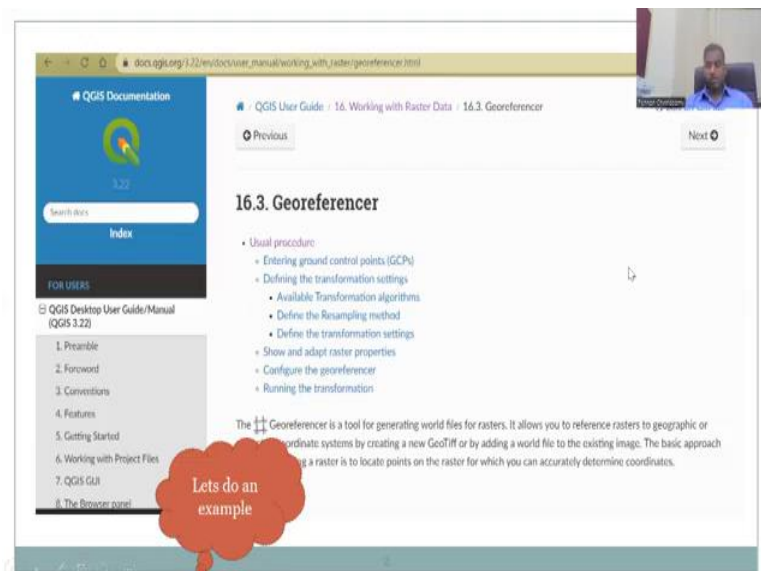 docs.qgis.org/3.22/en/docs/user_manual/working_with_raster/georeferencer.html
QGIS Documentation
3.22
Search docs
Index
FOR USERS
QGIS Desktop User Guide/Manual
(QGIS 3.22)
1. Preamble
2. Foreword
3. Conventions
4. Features
5. Getting Started
6. Working with Project Files
7. QGIS GUI
8. The Browser panel
/ QGIS User Guide / 16. Working with Raster Data / 16.3. Georeferencer
Previous
Next
16.3. Georeferencer
Usual procedure
Entering ground control points (GCPs)
Defining the transformation settings
Available Transformation algorithms
Define the Resampling method
Define the transformation settings
Show and adapt raster properties
Configure the georeferencer
Running the transformation
The Georeferencer is a tool for generating world files for rasters. It allows you to reference rasters to geographic or
ordinate systems by creating a new GeoTiff or by adding a world file to the existing image. The basic approach
a raster is to locate points on the raster for which you can accurately determine coordinates.
Lets do an
example